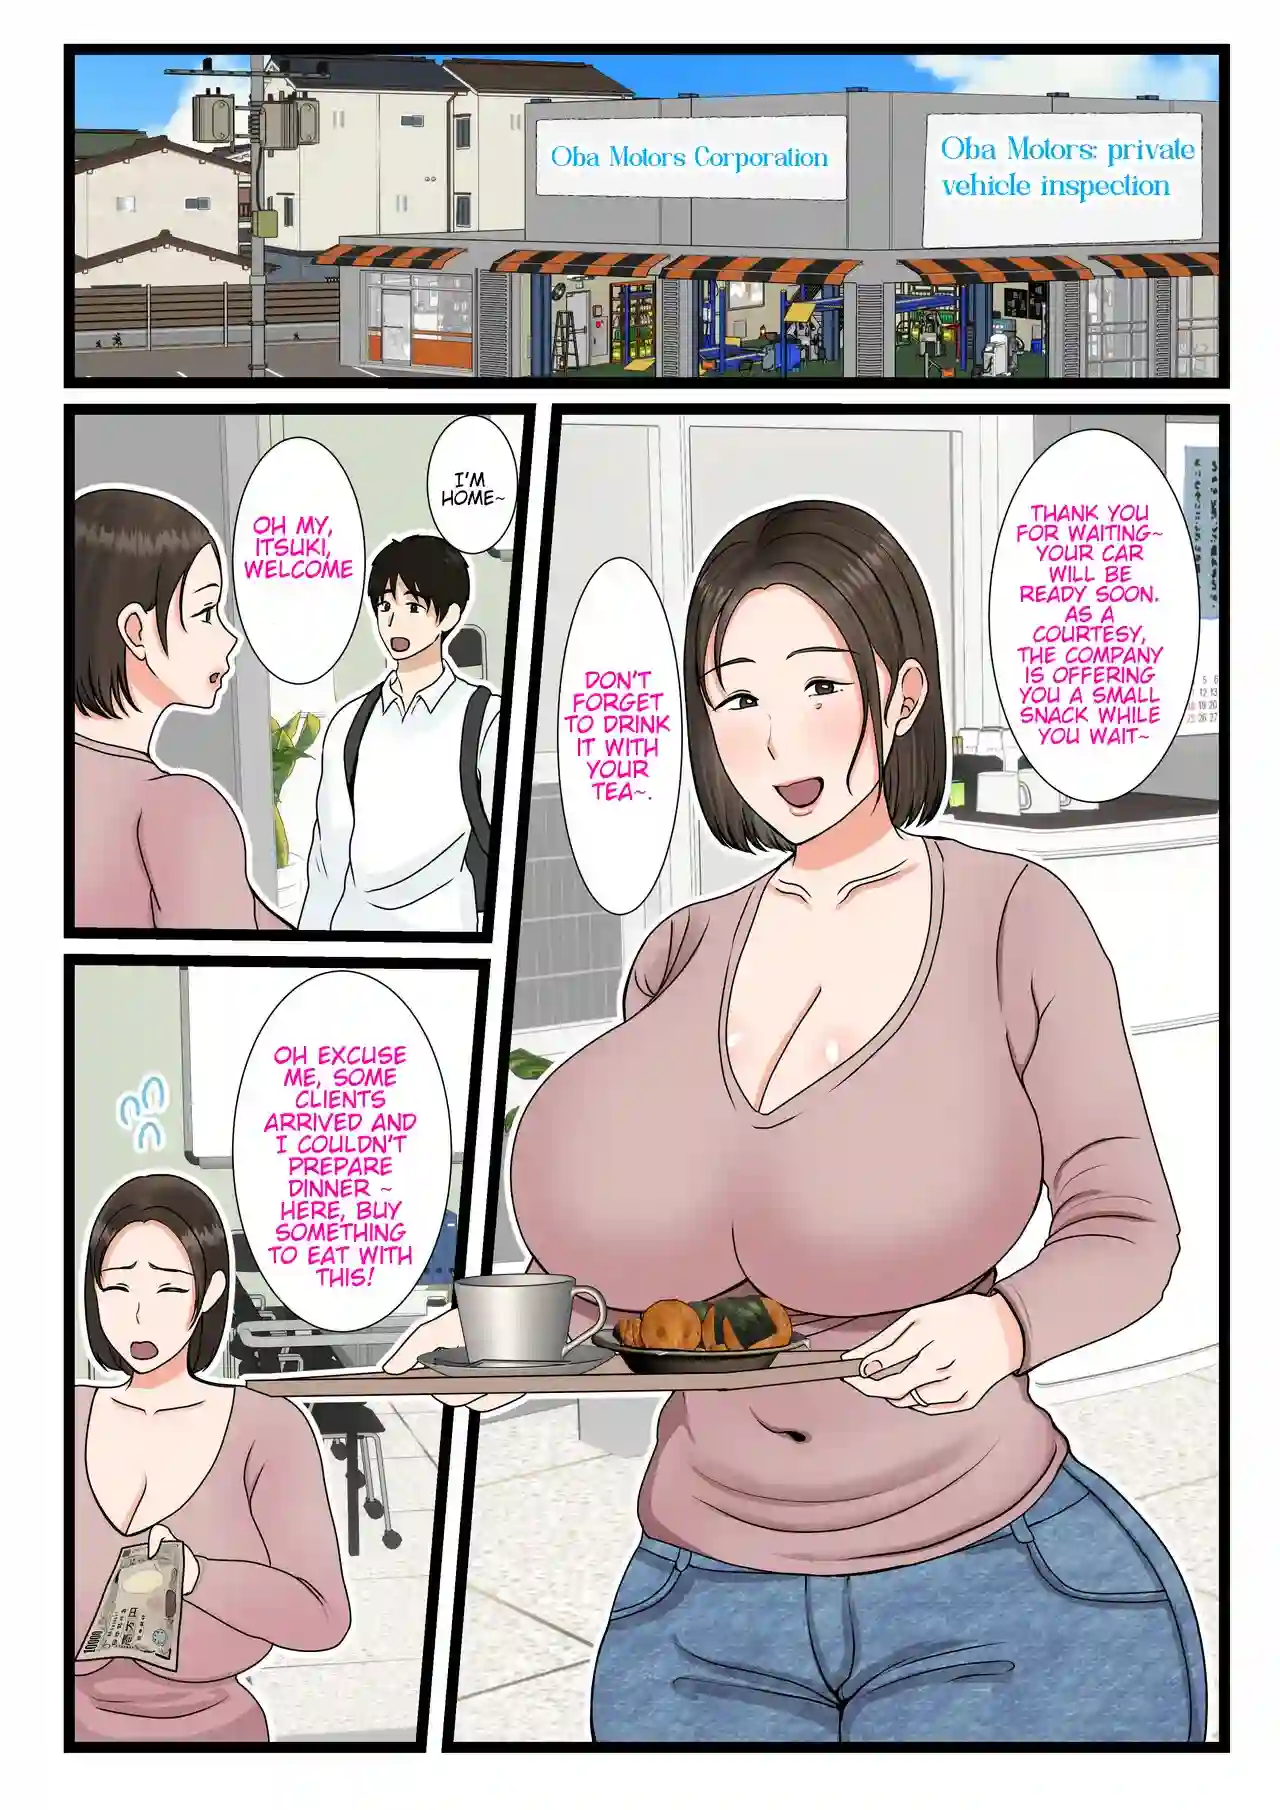 Oba Motors Corporation
Oba Motors: private
vehicle inspection
THANK YOU
FOR WAITING~
YOUR CAR
WILL BE
READY SOON.
AS A
COURTESY,
THE COMPANY
IS OFFERING
YOU A SMALL
SNACK WHILE
YOU WAIT~
DON'T
FORGET
TO DRINK
IT WITH
YOUR
TEA~.
I'M
HOME~
OH MY,
ITSUKI,
WELCOME
OH EXCUSE
ME, SOME
CLIENTS
ARRIVED AND
I COULDN'T
PREPARE
DINNER ~
HERE, BUY
SOMETHING
TO EAT WITH
THIS!
10000